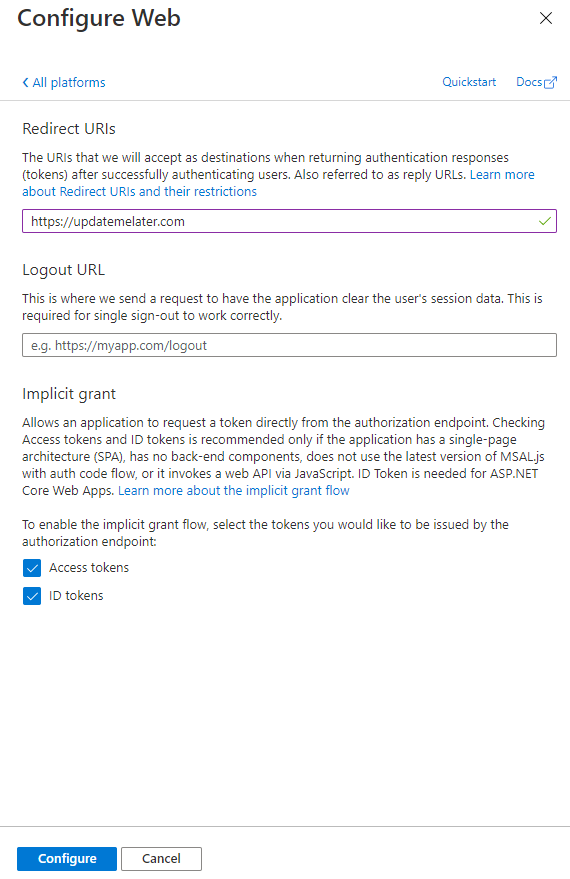 Configure Web
All platforms
Quickstart
Docs
Redirect URIs
The URIs that we will accept as destinations when returning authentication responses
(tokens) after successfully authenticating users. Also referred to as reply URLs. Learn more
about Redirect URIs and their restrictions
https://updatemelater.com
Logout URL
This is where we send a request to have the application clear the user's session data. This is
required for single sign-out to work correctly.
e.g. https://myapp.com/logout
Implicit grant
Allows an application to request a token directly from the authorization endpoint. Checking
Access tokens and ID tokens is recommended only if the application has a single-page
architecture (SPA), has no back-end components, does not use the latest version of MSAL.js
with auth code flow, or it invokes a web API via JavaScript. ID Token is needed for ASP.NET
Core Web Apps. Learn more about the implicit grant flow
To enable the implicit grant flow, select the tokens you would like to be issued by the
authorization endpoint:
Access tokens
ID tokens
Configure
Cancel